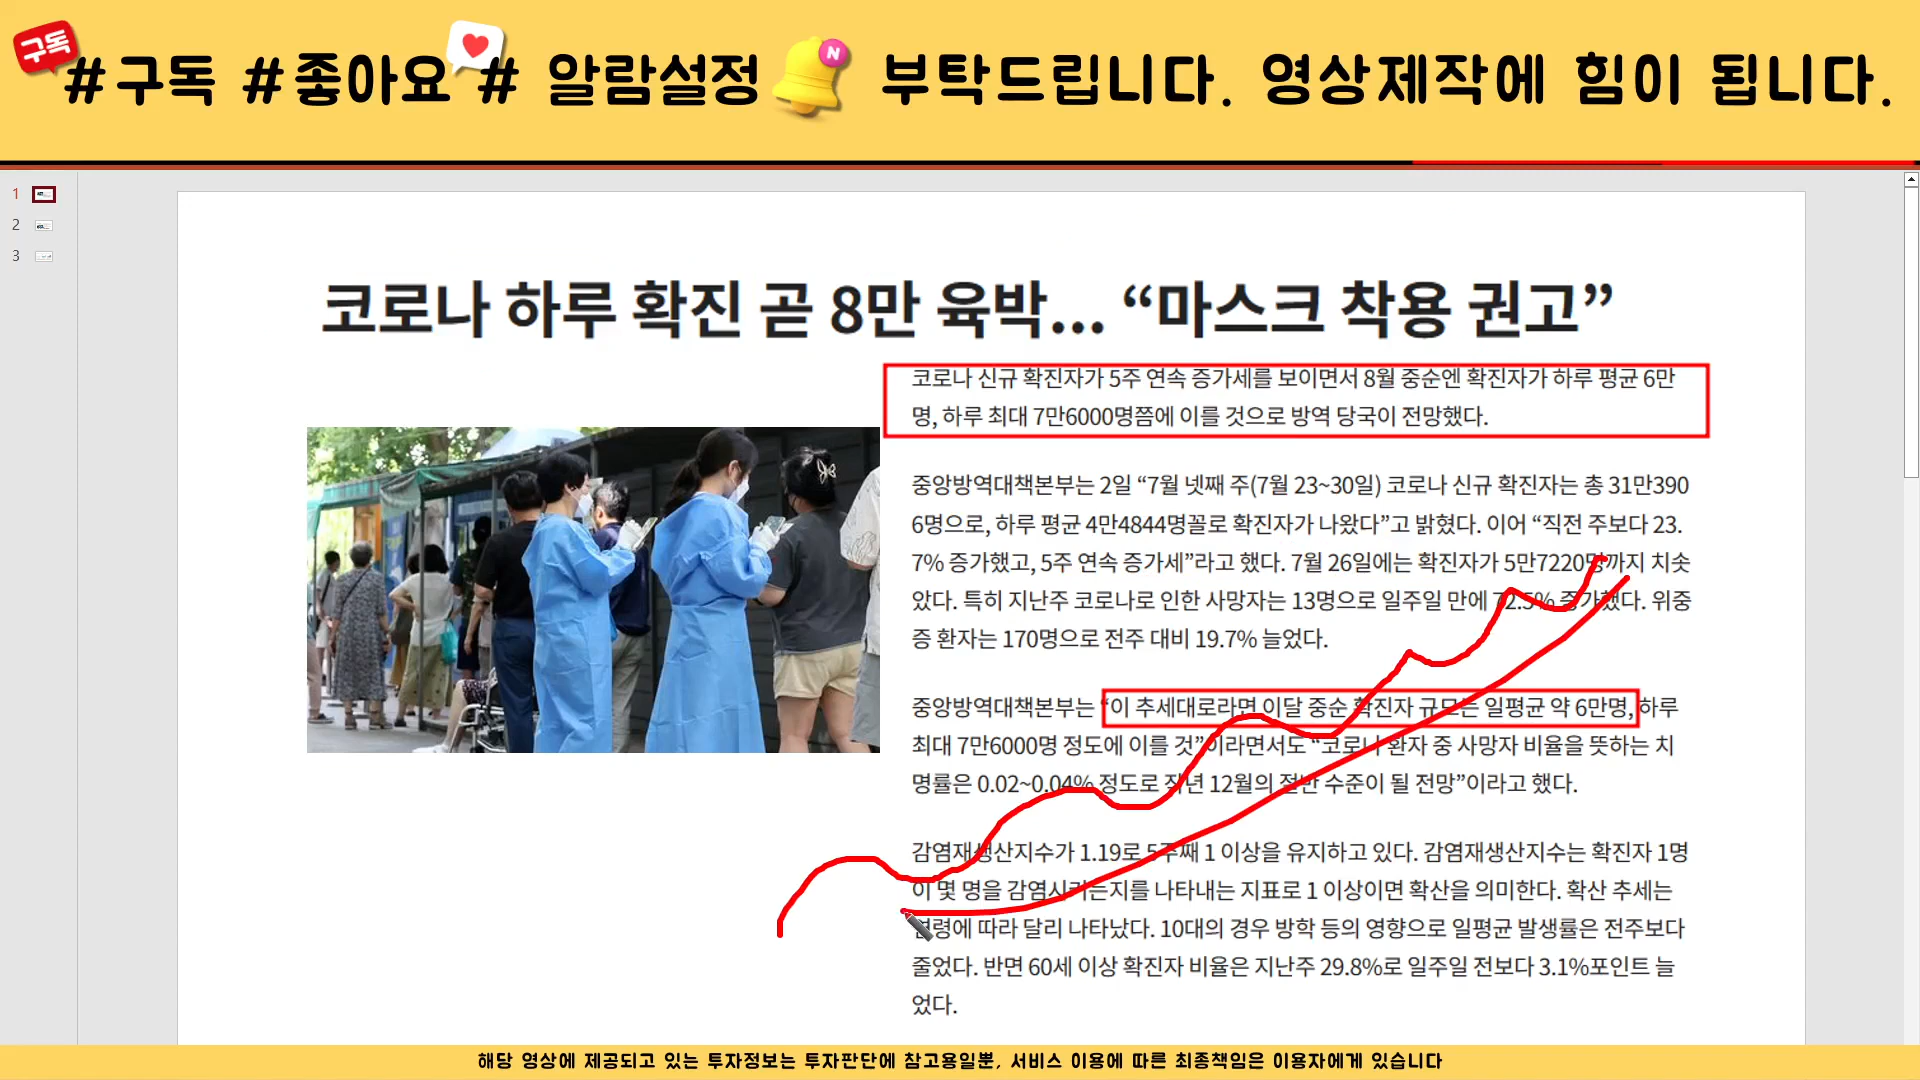 구독
#구독 #좋아요 # 알람설정 N 부탁드립니다. 영상제작에 힘이 됩니다.
1
2
3
코로나 하루 확진 곧 8만 육박... “마스크 착용 권고”
코로나 신규 확진자가 5주 연속 증가세를 보이면서 8월 중순엔 확진자가 하루 평균 6만
명, 하루 최대 7만6000명쯤에 이를 것으로 방역 당국이 전망했다.
중앙방역대책본부는 2일 “7월 넷째 주(7월 23~30일) 코로나 신규 확진자는 총 31만390
6명으로, 하루 평균 4만4844명꼴로 확진자가 나왔다”고 밝혔다. 이어 “직전 주보다 23.
7% 증가했고, 5주 연속 증가세”라고 했다. 7월 26일에는 확진자가 5만7220명까지 치솟
았다. 특히 지난주 코로나로 인한 사망자는 13명으로 일주일 만에 72.5% 증가했다. 위중
증 환자는 170명으로 전주 대비 19.7% 늘었다.
중앙방역대책본부는 “이 추세대로라면 이달 중순 확진자 규모는 일평균 약 6만명, 하루
최대 7만6000명 정도에 이를 것”이라면서도 “코로나 환자 중 사망자 비율을 뜻하는 치
명률은 0.02~0.04% 정도로 작년 12월의 절반 수준이 될 전망”이라고 했다.
감염재생산지수가 1.19로 5주째 1 이상을 유지하고 있다. 감염재생산지수는 확진자 1명
이 몇 명을 감염시키는지를 나타내는 지표로 1 이상이면 확산을 의미한다. 확산 추세는
연령에 따라 달리 나타났다. 10대의 경우 방학 등의 영향으로 일평균 발생률은 전주보다
줄었다. 반면 60세 이상 확진자 비율은 지난주 29.8%로 일주일 전보다 3.1%포인트 늘
었다.
해당 영상에 제공되고 있는 투자정보는 투자판단에 참고용일뿐, 서비스 이용에 따른 최종책임은 이용자에게 있습니다